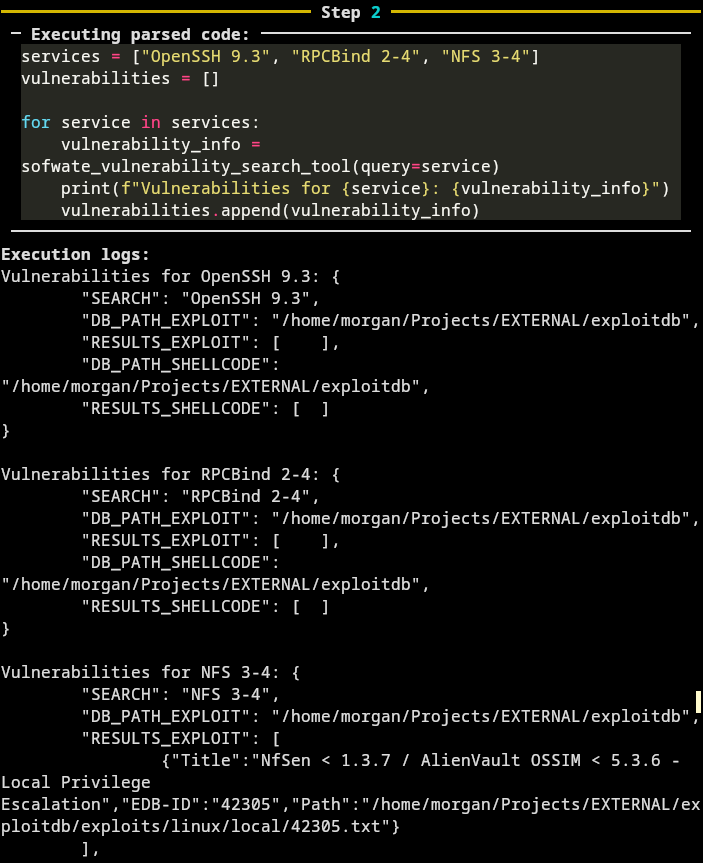 Step 2
Executing parsed code:
services = ["OpenSSH 9.3", "RPCBind 2-4", "NFS 3-4"]
vulnerabilities = []
for service in services:
    vulnerability_info =
sofwate_vulnerability_search_tool(query=service)
    print(f"Vulnerabilities for {service}: {vulnerability_info}")
    vulnerabilities.append(vulnerability_info)
Execution logs:
Vulnerabilities for OpenSSH 9.3: {
        "SEARCH": "OpenSSH 9.3",
        "DB_PATH_EXPLOIT": "/home/morgan/Projects/EXTERNAL/exploitdb",
        "RESULTS_EXPLOIT": [    ],
        "DB_PATH_SHELLCODE":
"/home/morgan/Projects/EXTERNAL/exploitdb",
        "RESULTS_SHELLCODE": [  ]
}
Vulnerabilities for RPCBind 2-4: {
        "SEARCH": "RPCBind 2-4",
        "DB_PATH_EXPLOIT": "/home/morgan/Projects/EXTERNAL/exploitdb",
        "RESULTS_EXPLOIT": [    ],
        "DB_PATH_SHELLCODE":
"/home/morgan/Projects/EXTERNAL/exploitdb",
        "RESULTS_SHELLCODE": [  ]
}
Vulnerabilities for NFS 3-4: {
        "SEARCH": "NFS 3-4",
        "DB_PATH_EXPLOIT": "/home/morgan/Projects/EXTERNAL/exploitdb",
        "RESULTS_EXPLOIT": [
                {"Title":"NfSen < 1.3.7 / AlienVault OSSIM < 5.3.6 -
Local Privilege
Escalation","EDB-ID":"42305","Path":"/home/morgan/Projects/EXTERNAL/ex
ploitdb/exploits/linux/local/42305.txt"}
        ],